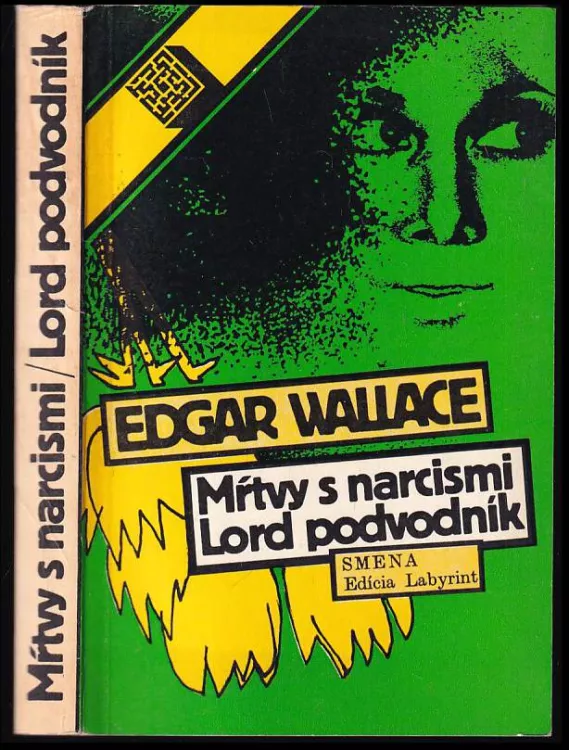 Mŕtvy s narcismi / Lord podvodník
EDGAR WALLACE
Mŕtvy s narcismi
Lord podvodník
SMENA
Edícia Labyrint